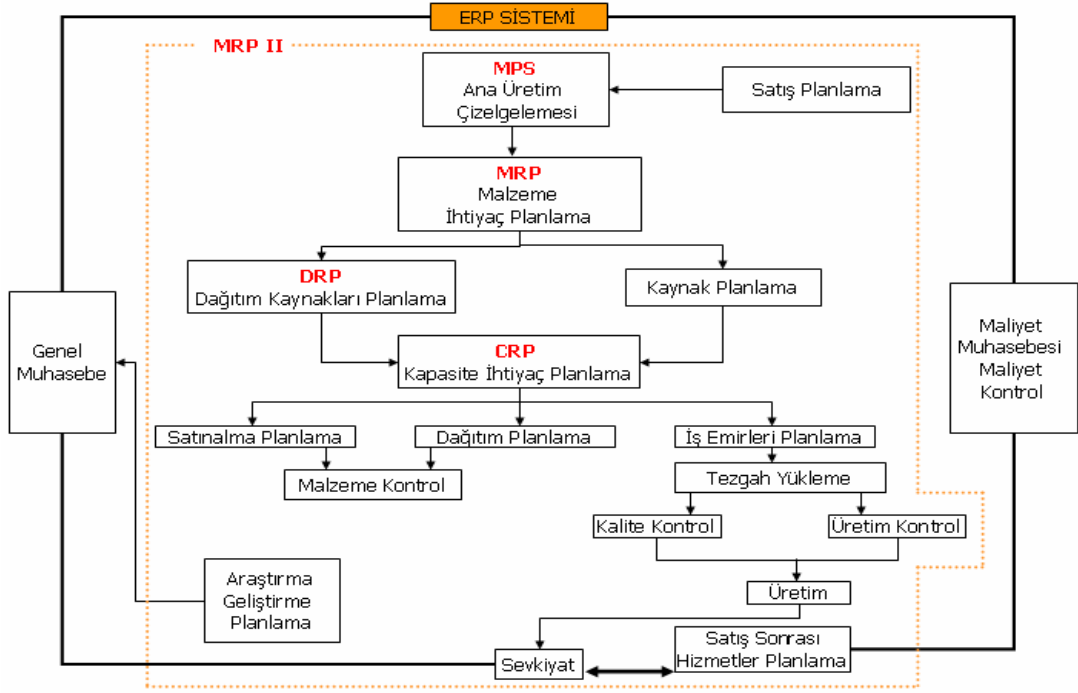 ERP SİSTEMİ
MRP II
MPS
Ana Üretim
Çizelgelemesi
Satış Planlama
MRP
Malzeme
İhtiyaç Planlama
DRP
Dağıtım Kaynakları Planlama
Kaynak Planlama
Genel
Muhasebe
CRP
Kapasite İhtiyaç Planlama
Maliyet
Muhasebesi
Maliyet
Kontrol
Satınalma Planlama
Dağıtım Planlama
İş Emirleri Planlama
Malzeme Kontrol
Tezgah Yükleme
Kalite Kontrol
Üretim Kontrol
Araştırma
Geliştirme
Planlama
Üretim
Sevkiyat
Satış Sonrası
Hizmetler Planlama